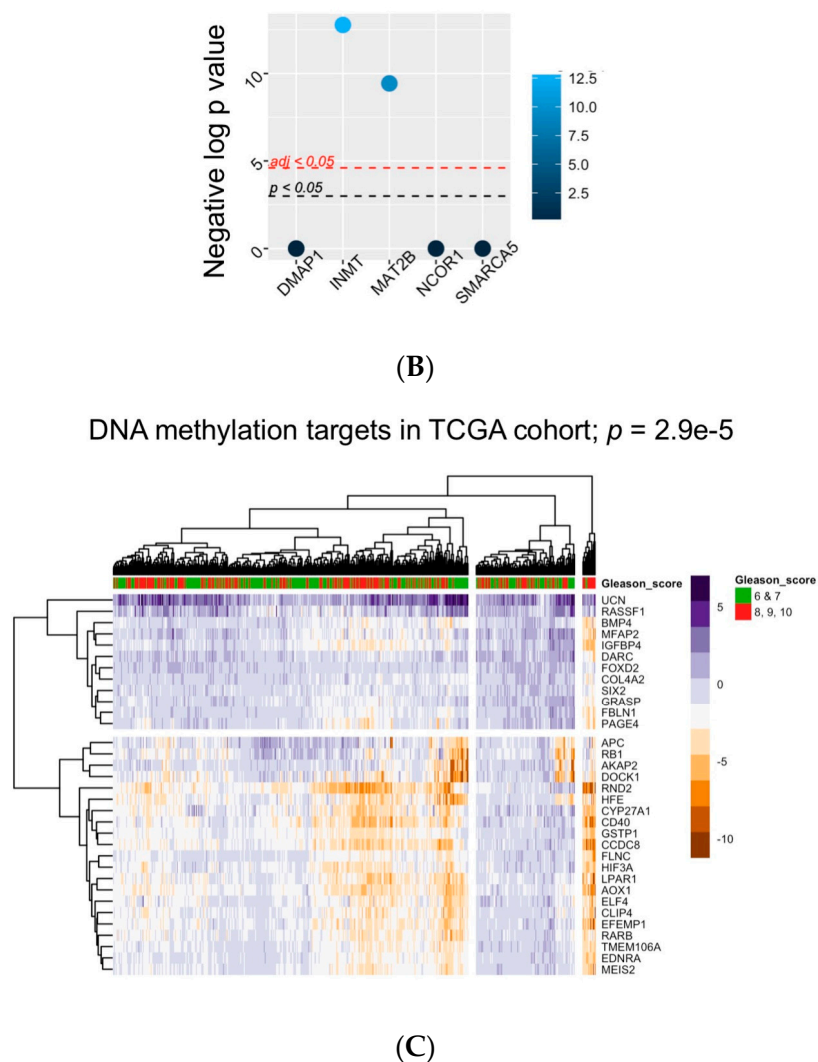 Negative log p value
10
5
0
adj < 0.05
p < 0.05
DMAP1
INMT
MAT2B
NCOR1
SMARCA5
12.5
10.0
7.5
5.0
2.5
(B)
DNA methylation targets in TCGA cohort; p = 2.9e-5
Gleason_score
UCN
RASSF1
BMP4
MFAP2
IGFBP4
DARC
FOXD2
COL4A2
SIX2
GRASP
FBLN1
PAGE4
APC
RB1
AKAP2
DOCK1
RND2
HFE
CYP27A1
CD40
GSTP1
CCDC8
FLNC
HIF3A
LPAR1
AOX1
ELF4
CLIP4
EFEMP1
RARB
TMEM106A
EDNRA
MEIS2
5
0
-5
-10
Gleason_score
6 & 7
8, 9, 10
(C)